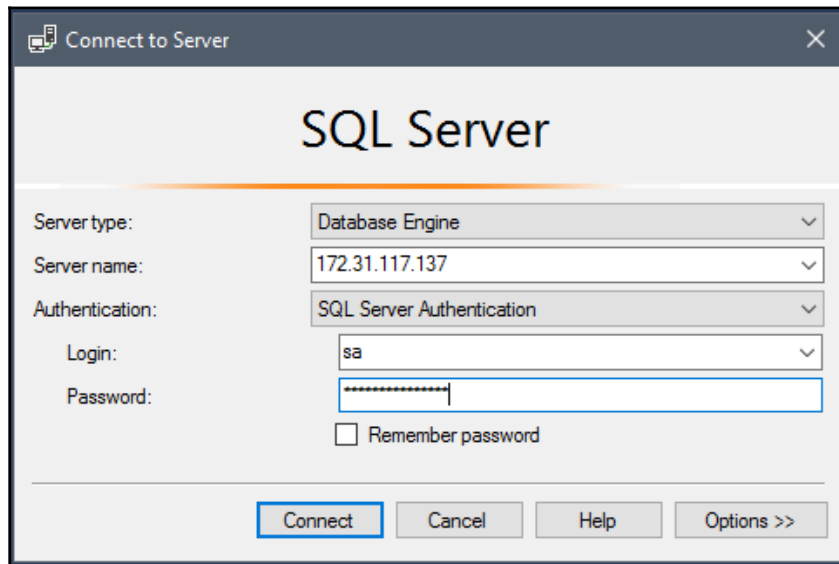 Connect to Server
SQL Server
Server type: Database Engine
Server name: 172.31.117.137
Authentication: SQL Server Authentication
Login: sa
Password: ***************
Remember password
Connect Cancel Help Options >>